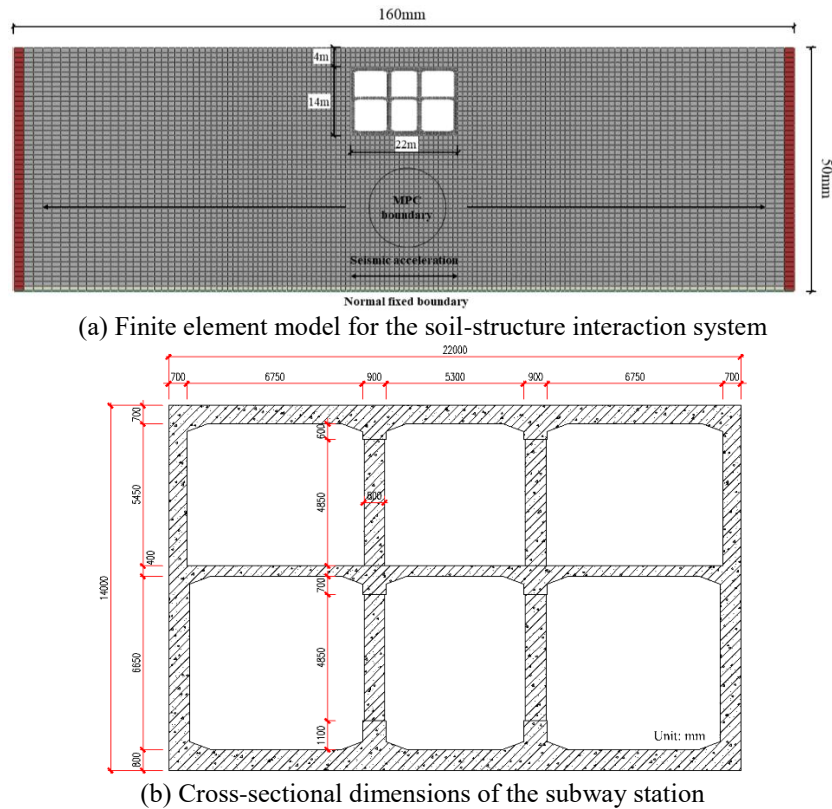 160mm
4m
14m
22m
50mm
MPC
boundary
Seismic acceleration
Normal fixed boundary
(a) Finite element model for the soil-structure interaction system
22000
700 6750 900 5300 900 6750 700
700
600
5450
4850
800
400
14000
700
6650
4850
1100
800
Unit: mm
(b) Cross-sectional dimensions of the subway station